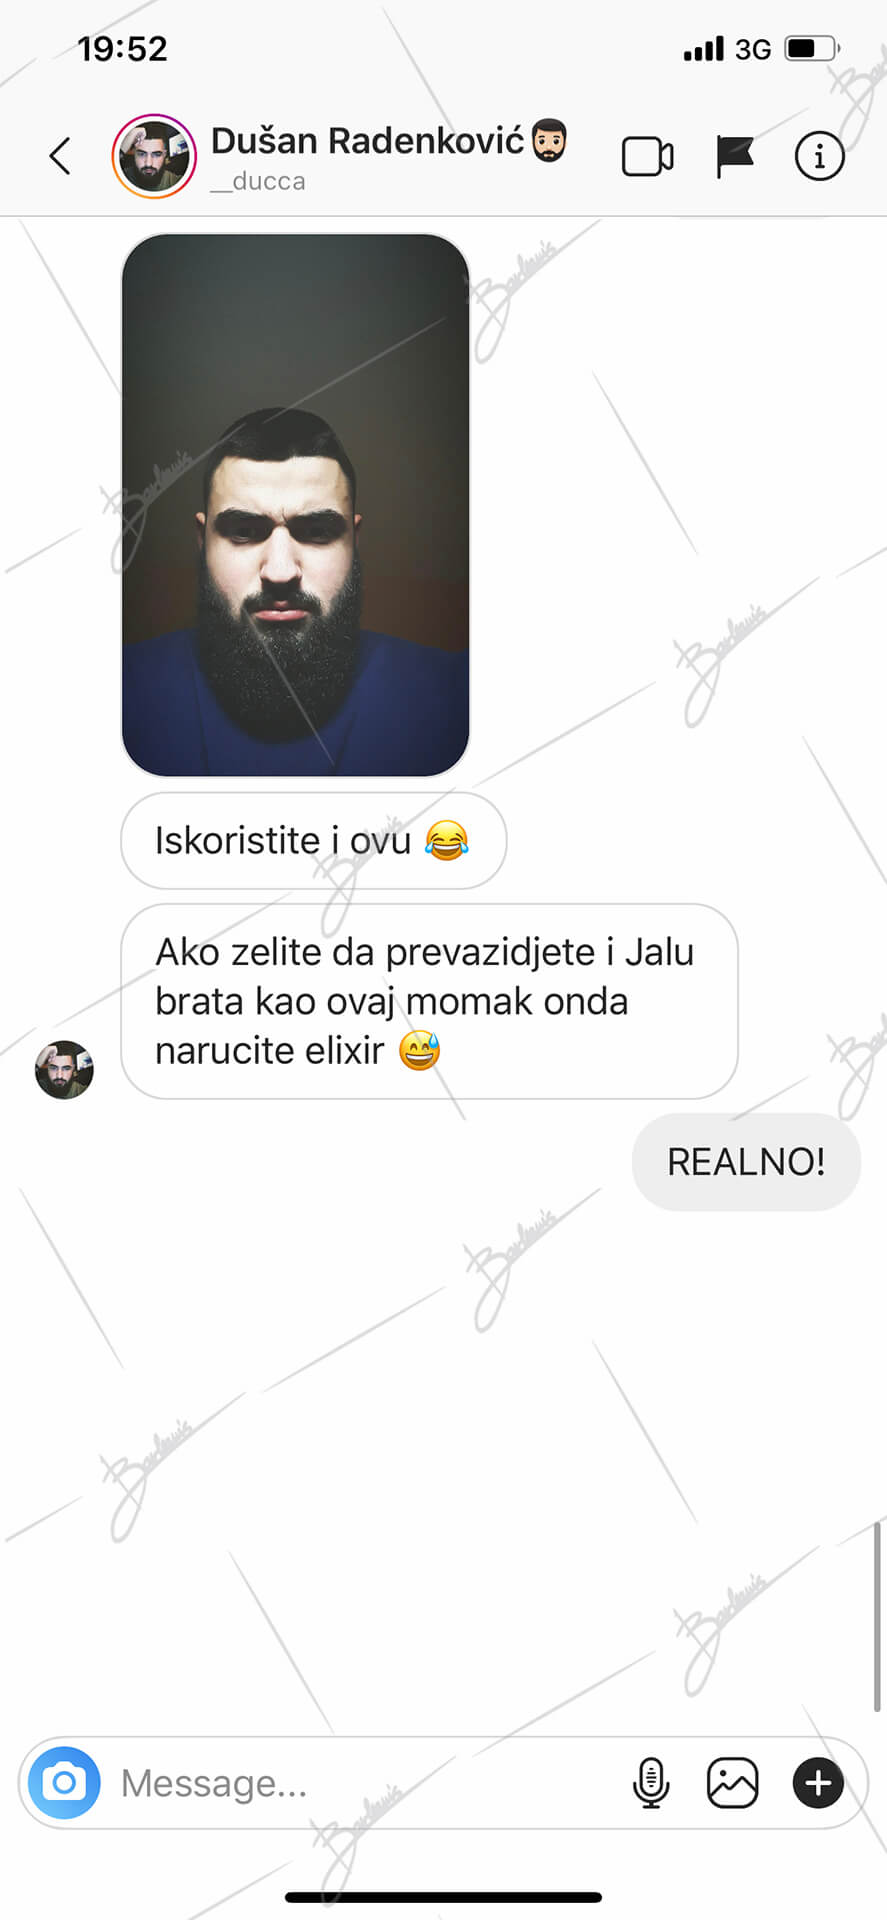 19:52
3G
Dušan Radenković🧔🏻
__ducca
Iskoristite i ovu 😂
Ako zelite da prevazidjete i Jalu
brata kao ovaj momak onda
narucite elixir 😅
REALNO!
Message...